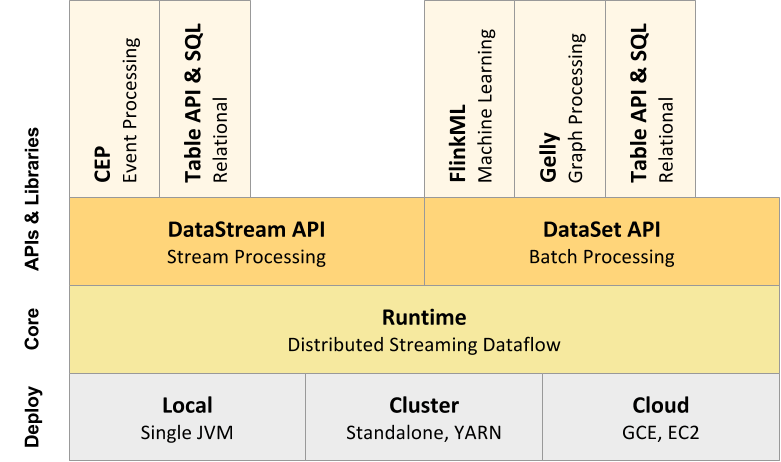 APIs & Libraries
CEP
Event Processing
Table API & SQL
Relational
FlinkML
Machine Learning
Gelly
Graph Processing
Table API & SQL
Relational
DataStream API
Stream Processing
DataSet API
Batch Processing
Core
Runtime
Distributed Streaming Dataflow
Deploy
Local
Single JVM
Cluster
Standalone, YARN
Cloud
GCE, EC2